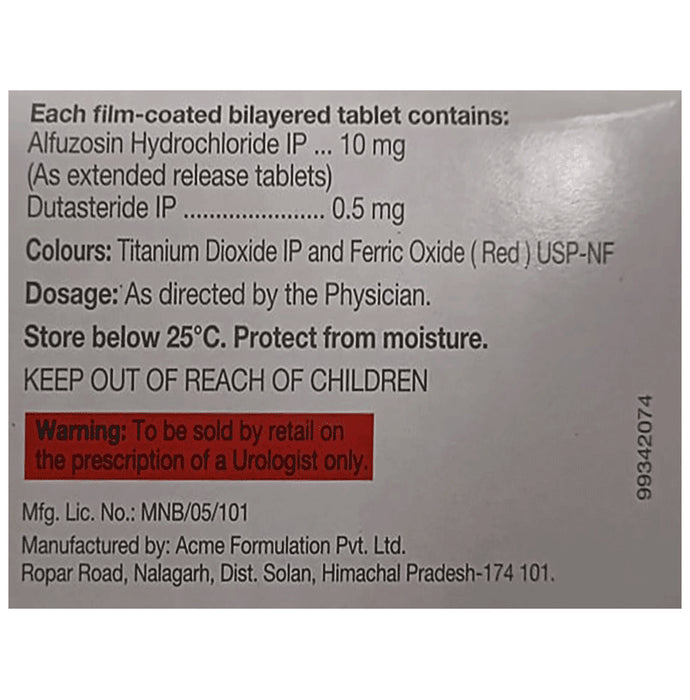 Each film-coated bilayered tablet contains:
Alfuzosin Hydrochloride IP ... 10 mg
(As extended release tablets)
Dutasteride IP ...................... 0.5 mg
Colours: Titanium Dioxide IP and Ferric Oxide ( Red ) USP-NF
Dosage: As directed by the Physician.
Store below 25°C. Protect from moisture.
KEEP OUT OF REACH OF CHILDREN
Warning: To be sold by retail on
the prescription of a Urologist only.
Mfg. Lic. No.: MNB/05/101
Manufactured by: Acme Formulation Pvt. Ltd.
Ropar Road, Nalagarh, Dist. Solan, Himachal Pradesh-174 101.
99342074